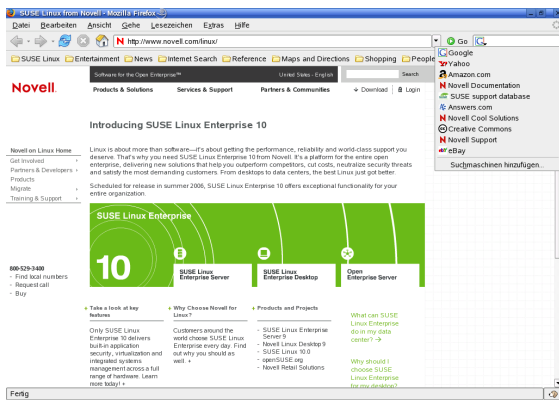 SUSE Linux from Novell - Mozilla Firefox
Datei Bearbeiten Ansicht Gehe Lesezeichen Extras Hilfe
http://www.novell.com/linux/
Go
SUSE Linux Entertainment News Internet Search Reference Maps and Directions Shopping People
Google
Yahoo
Amazon.com
Novell Documentation
SUSE support database
Answers.com
Novell Cool Solutions
Creative Commons
Novell Support
eBay
Suchmaschinen hinzufügen...
Software for the Open Enterprise™
United States - English
Search
Novell.
Products & Solutions
Services & Support
Partners & Communities
Download
Login
Introducing SUSE Linux Enterprise 10
Novell on Linux Home
Get Involved
Partners & Developers
Products
Migrate
Training & Support
Linux is about more than software—it's about getting the performance, reliability and world-class support you
deserve. That's why you need SUSE Linux Enterprise 10 from Novell. It's a platform for the entire open
enterprise, delivering new solutions that help you outperform competitors, cut costs, neutralize security threats
and satisfy the most demanding customers. From desktops to data centers, the best Linux just got better
Scheduled for release in summer 2006, SUSE Linux Enterprise 10 offers exceptional functionality for your
entire organization.
SUSE Linux Enterprise
10
SUSE Linux
Enterprise Server
SUSE Linux
Enterprise Desktop
Open
Enterprise Server
800-529-3400
- Find local numbers
- Request call
- Buy
+ Take a look at key
features
Only SUSE Linux
Enterprise 10 delivers
built-in application
security, virtualization and
integrated systems
management across a full
range of hardware. Learn
more today! +
+ Why Choose Novell for
Linux?
Customers around the
world choose SUSE Linux
Enterprise every day. Find
out why you should as
well. +
+ Products and Projects
- SUSE Linux Enterprise
Server 9
- Novell Linux Desktop 9
- SUSE Linux 10.0
- openSUSE.org
- Novell Retail Solutions
What can SUSE
Linux Enterprise
do in my data
center? →
Why should I
choose SUSE
Linux Enterprise
for my desktop?
Fertig